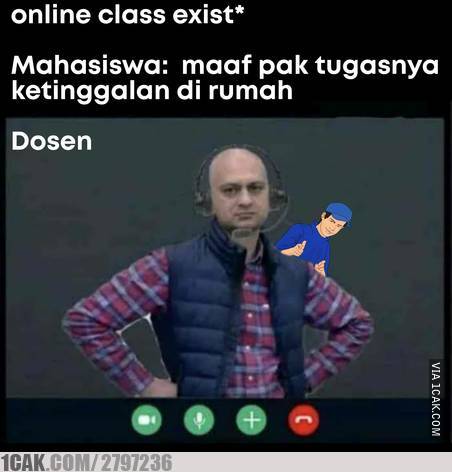 online class exist*
Mahasiswa: maaf pak tugasnya
ketinggalan di rumah
Dosen
VIA 1CAK.COM
1CAK.COM/2797236